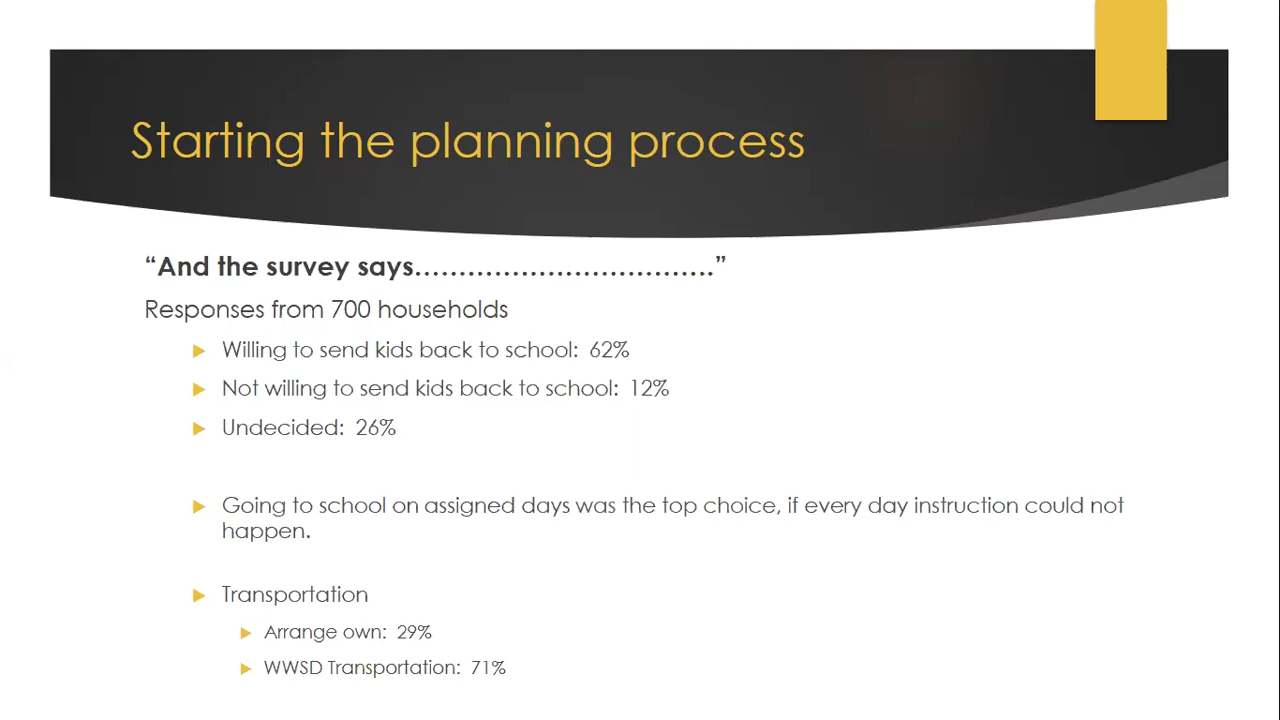 Starting the planning process
“And the survey says…………………………….”
Responses from 700 households
Willing to send kids back to school:  62%
Not willing to send kids back to school:  12%
Undecided:  26%
Going to school on assigned days was the top choice, if every day instruction could not
happen.
Transportation
Arrange own:  29%
WWSD Transportation:  71%